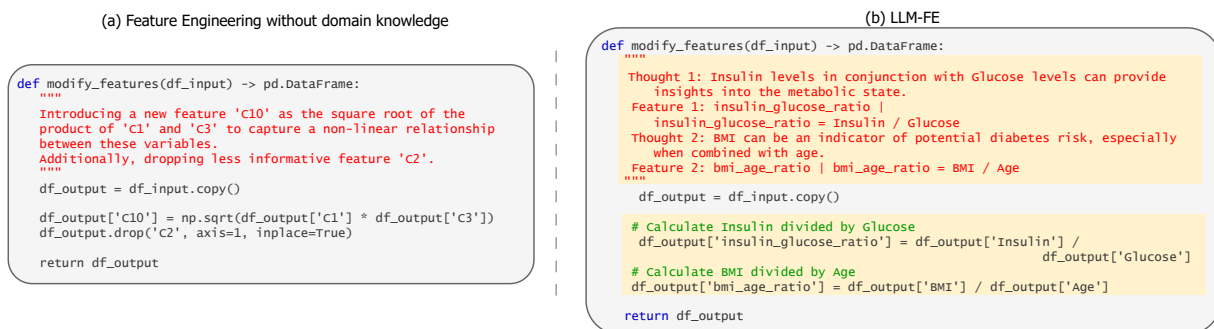 (a) Feature Engineering without domain knowledge
def modify_features(df_input) -> pd.DataFrame:
"""
Introducing a new feature 'C10' as the square root of the
product of 'C1' and 'C3' to capture a non-linear relationship
between these variables.
Additionally, dropping less informative feature 'C2'.
"""
df_output = df_input.copy()
df_output['C10'] = np.sqrt(df_output['C1'] * df_output['C3'])
df_output.drop('C2', axis=1, inplace=True)
return df_output
(b) LLM-FE
def modify_features(df_input) -> pd.DataFrame:
"""
Thought 1: Insulin levels in conjunction with Glucose levels can provide
insights into the metabolic state.
Feature 1: insulin_glucose_ratio |
insulin_glucose_ratio = Insulin / Glucose
Thought 2: BMI can be an indicator of potential diabetes risk, especially
when combined with age.
Feature 2: bmi_age_ratio | bmi_age_ratio = BMI / Age
"""
df_output = df_input.copy()
# Calculate Insulin divided by Glucose
df_output['insulin_glucose_ratio'] = df_output['Insulin'] /
df_output['Glucose']
# Calculate BMI divided by Age
df_output['bmi_age_ratio'] = df_output['BMI'] / df_output['Age']
return df_output